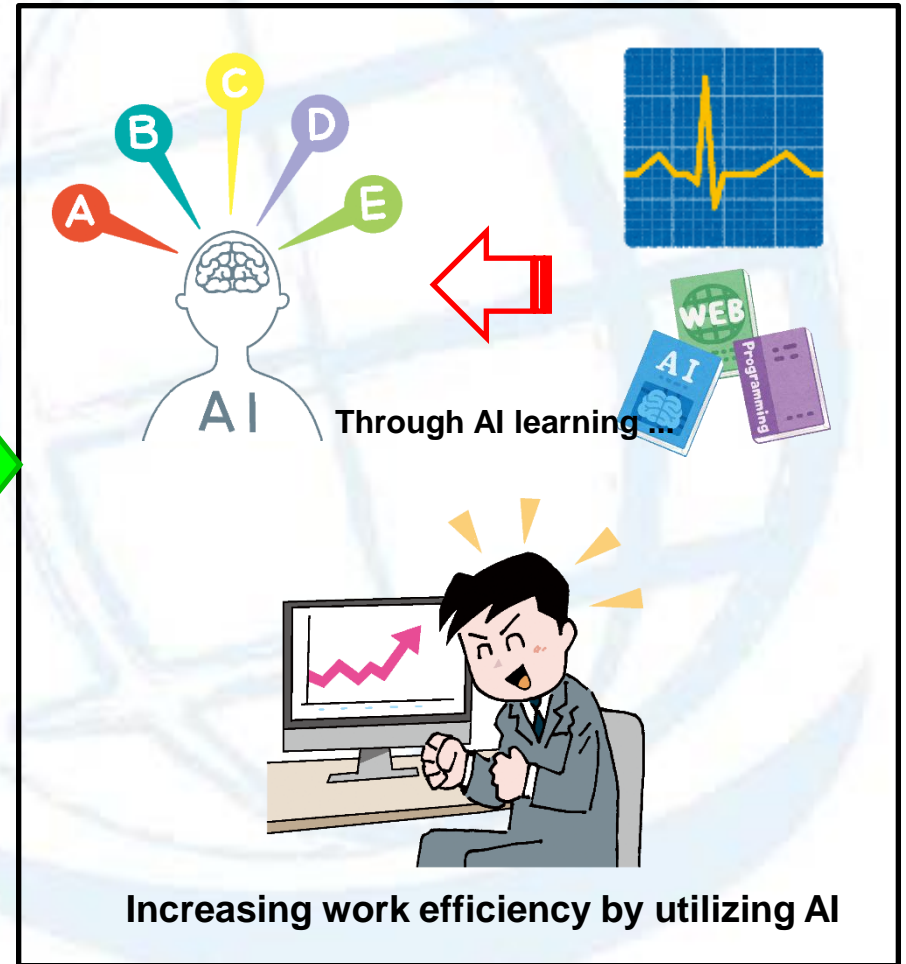 A
B
C
D
E
AI
WEB
AI
Programming
Through AI learning ...
Increasing work efficiency by utilizing AI